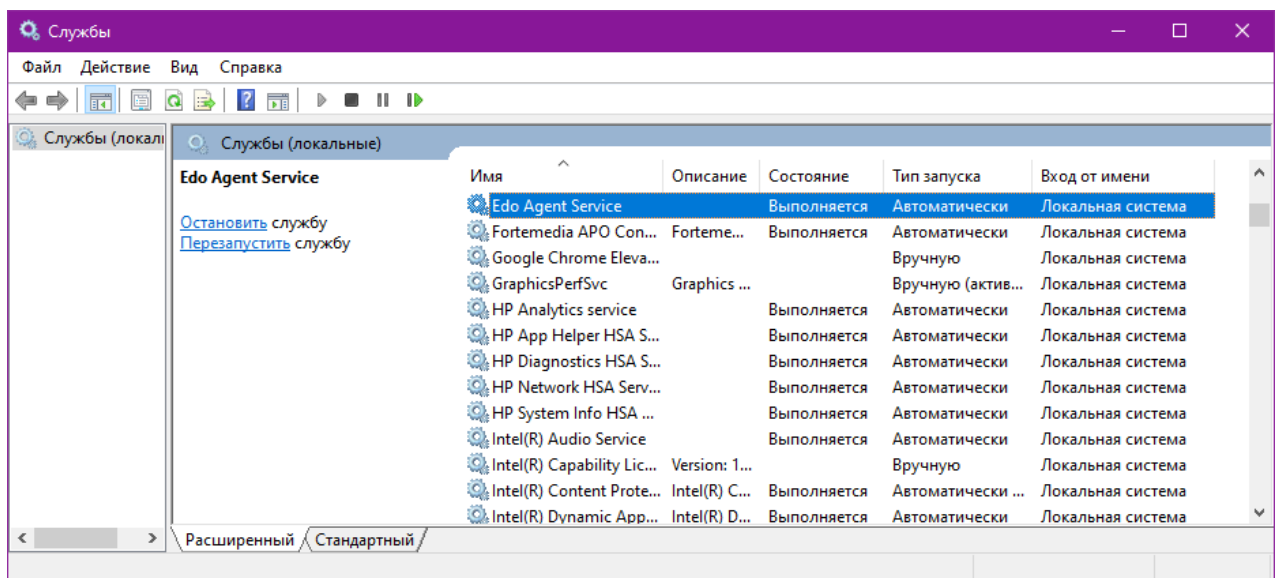 Службы
Файл Действие Вид Справка
Службы (локаль
Службы (локальные)
Edo Agent Service
Остановить службу
Перезапустить службу
Имя Описание Состояние Тип запуска Вход от имени
Edo Agent Service Выполняется Автоматически Локальная система
Fortemedia APO Con... Forteme... Выполняется Автоматически Локальная система
Google Chrome Eleva... Вручную Локальная система
GraphicsPerfSvc Graphics ... Вручную (актив... Локальная система
HP Analytics service Выполняется Автоматически Локальная система
HP App Helper HSA S... Выполняется Автоматически Локальная система
HP Diagnostics HSA S... Выполняется Автоматически Локальная система
HP Network HSA Serv... Выполняется Автоматически Локальная система
HP System Info HSA ... Выполняется Автоматически Локальная система
Intel(R) Audio Service Выполняется Автоматически Локальная система
Intel(R) Capability Lic... Version: 1... Вручную Локальная система
Intel(R) Content Prote... Intel(R) C... Выполняется Автоматически ... Локальная система
Intel(R) Dynamic App... Intel(R) D... Выполняется Автоматически Локальная система
Расширенный Стандартный